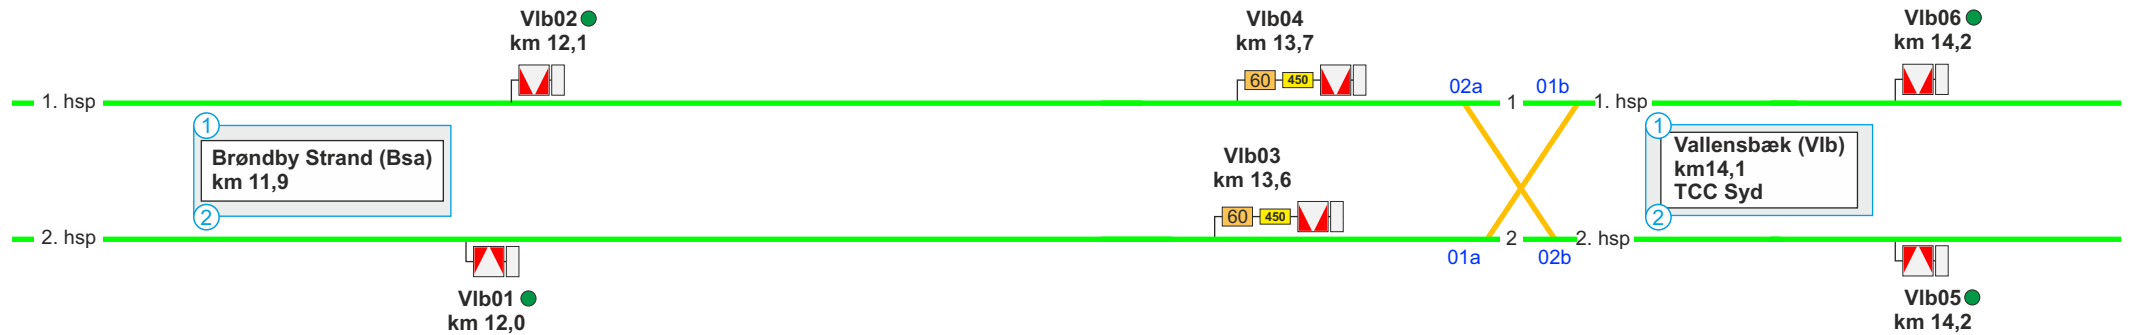 Vlb02
km 12,1
Vlb04
km 13,7
Vlb06
km 14,2
60 450
02a 01b
1. hsp 1 1. hsp
1
Brøndby Strand (Bsa)
km 11,9
2
Vlb03
km 13,6
60 450
1
Vallensbæk (Vlb)
km14,1
TCC Syd
2
2. hsp 2 2. hsp
01a 02b
Vlb01
km 12,0
Vlb05
km 14,2